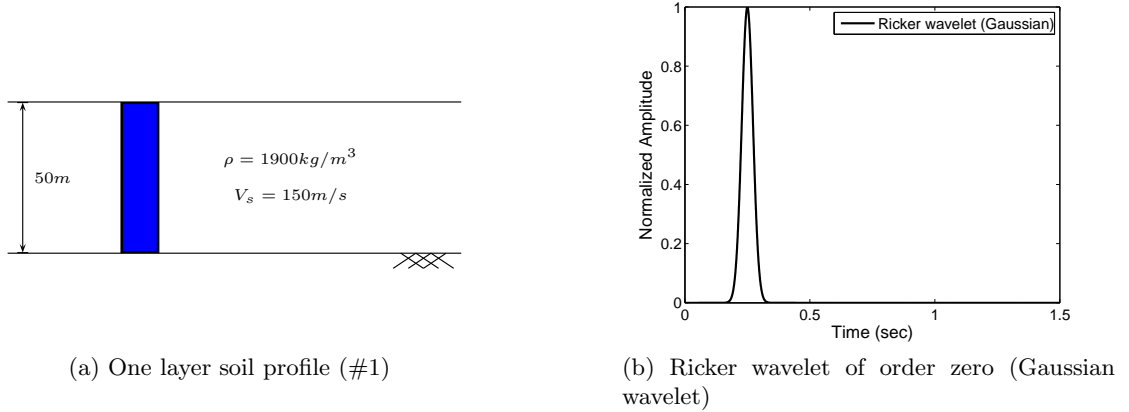 50m
ρ = 1900kg/m³
V_s = 150m/s
(a) One layer soil profile (#1)
Ricker wavelet (Gaussian)
Normalized Amplitude
1
0.8
0.6
0.4
0.2
0
0 0.5 1 1.5
Time (sec)
(b) Ricker wavelet of order zero (Gaussian
wavelet)